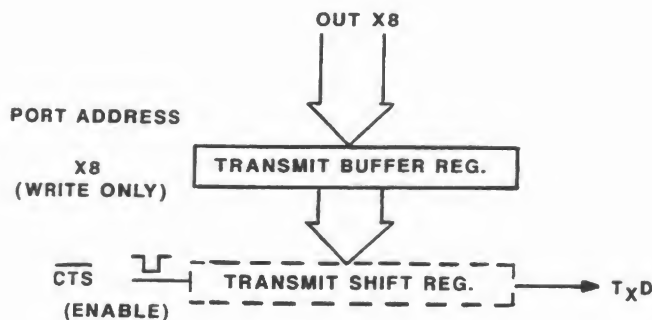 OUT X8
PORT ADDRESS
X8
(WRITE ONLY)
TRANSMIT BUFFER REG.
CTS
(ENABLE)
TRANSMIT SHIFT REG.
TXD